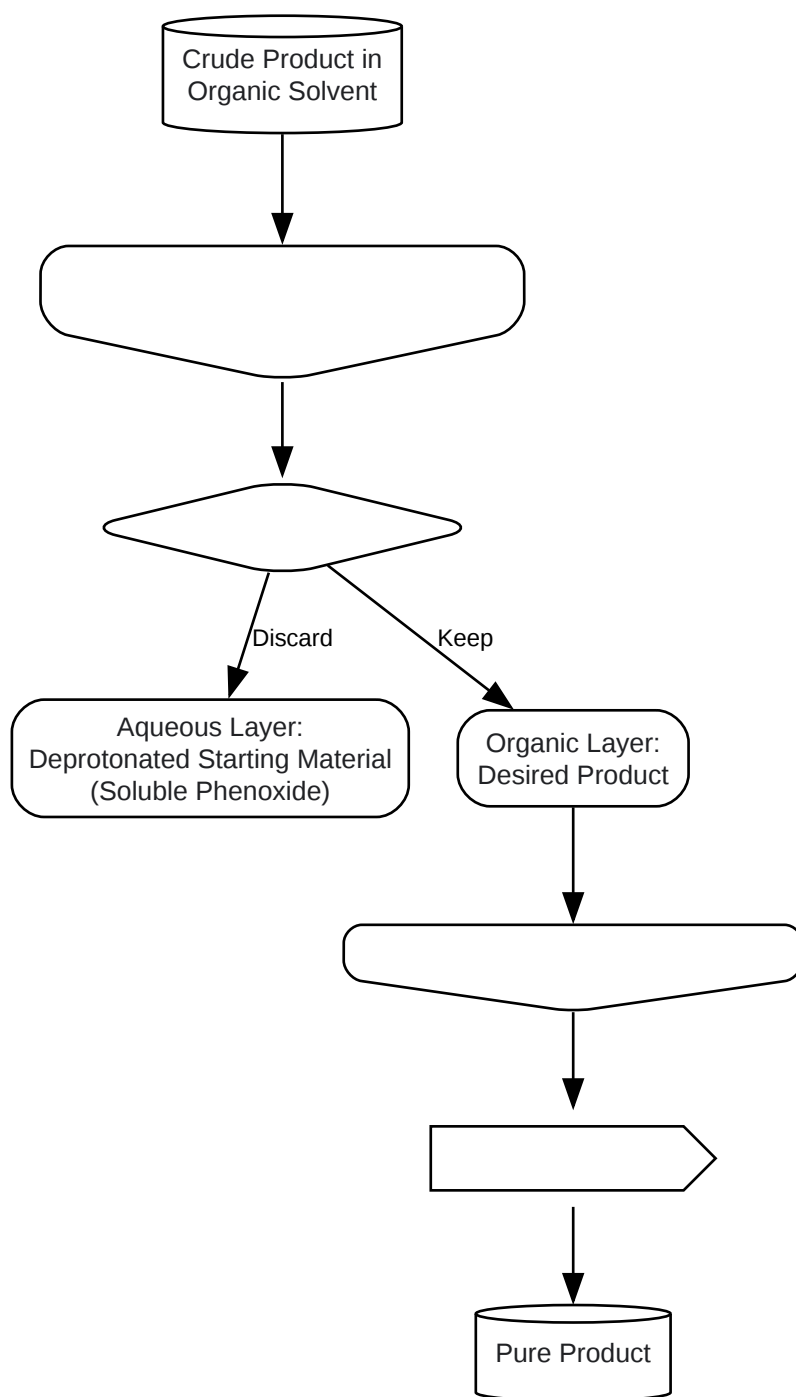 Crude Product in
Organic Solvent
Discard
Keep
Aqueous Layer:
Deprotonated Starting Material
(Soluble Phenoxide)
Organic Layer:
Desired Product
Pure Product